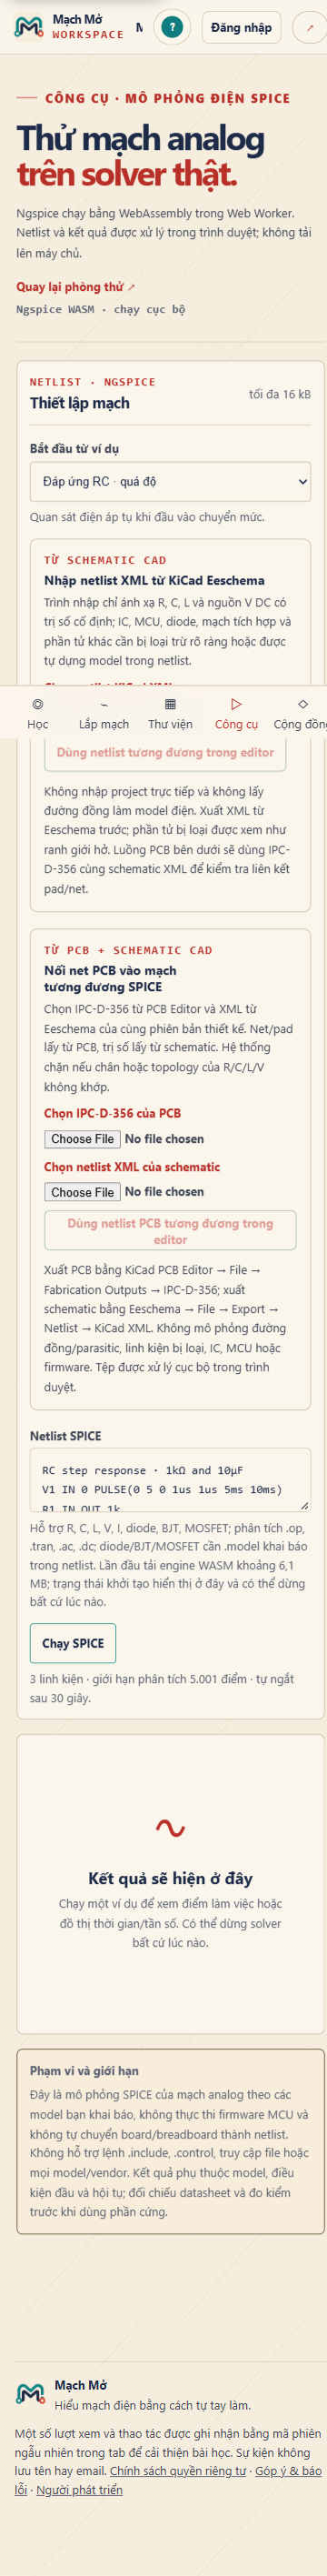 Mạch Mở
WORKSPACE
?
Đăng nhập
↗
CÔNG CỤ · MÔ PHỎNG ĐIỆN SPICE
Thử mạch analog
trên solver thật.
Ngspice chạy bằng WebAssembly trong Web Worker.
Netlist và kết quả được xử lý trong trình duyệt; không tải
lên máy chủ.
Quay lại phòng thử ↗
Ngspice WASM · chạy cục bộ
NETLIST · NGSPICE
Thiết lập mạch
tối đa 16 kB
Bắt đầu từ ví dụ
Đáp ứng RC · quá độ
Quan sát điện áp tụ khi đầu vào chuyển mức.
TỪ SCHEMATIC CAD
Nhập netlist XML từ KiCad Eeschema
Trình nhập chỉ ánh xạ R, C, L và nguồn V DC có
trị số cố định; IC, MCU, diode, mạch tích hợp và
phần tử khác cần bị loại trừ rõ ràng hoặc được
tự dựng model trong netlist.
Học
Lắp mạch
Thư viện
Công cụ
Cộng đồng
Dùng netlist tương đương trong editor
Không nhập project trực tiếp và không lấy
đường đồng làm model điện. Xuất XML từ
Eeschema trước; phần tử bị loại được xem như
ranh giới hở. Luồng PCB bên dưới sẽ dùng IPC-
D-356 cùng schematic XML để kiểm tra liên kết
pad/net.
TỪ PCB + SCHEMATIC CAD
Nối net PCB vào mạch
tương đương SPICE
Chọn IPC-D-356 từ PCB Editor và XML từ
Eeschema của cùng phiên bản thiết kế. Net/pad
lấy từ PCB, trị số lấy từ schematic. Hệ thống
chặn nếu chân hoặc topology của R/C/L/V
không khớp.
Chọn IPC-D-356 của PCB
Choose File No file chosen
Chọn netlist XML của schematic
Choose File No file chosen
Dùng netlist PCB tương đương trong
editor
Xuất PCB bằng KiCad PCB Editor → File →
Fabrication Outputs → IPC-D-356; xuất
schematic bằng Eeschema → File → Export →
Netlist → KiCad XML. Không mô phỏng đường
đồng/parasitic, linh kiện bị loại, IC, MCU hoặc
firmware. Tệp được xử lý cục bộ trong trình
duyệt.
Netlist SPICE
RC step response · 1kΩ and 10µF
V1 IN 0 PULSE(0 5 0 1us 1us 5ms 10ms)
R1 IN OUT 1k
Hỗ trợ R, C, L, V, I, diode, BJT, MOSFET; phân tích .op,
.tran, .ac, .dc; diode/BJT/MOSFET cần .model khai báo
trong netlist. Lần đầu tải engine WASM khoảng 6,1
MB; trạng thái khởi tạo hiển thị ở đây và có thể dừng
bất cứ lúc nào.
Chạy SPICE
3 linh kiện · giới hạn phân tích 5.001 điểm · tự ngắt
sau 30 giây.
Kết quả sẽ hiện ở đây
Chạy một ví dụ để xem điểm làm việc hoặc
đồ thị thời gian/tần số. Có thể dừng solver
bất cứ lúc nào.
Phạm vi và giới hạn
Đây là mô phỏng SPICE của mạch analog theo các
model bạn khai báo, không thực thi firmware MCU và
không tự chuyển board/breadboard thành netlist.
Không hỗ trợ lệnh .include, .control, truy cập file hoặc
mọi model/vendor. Kết quả phụ thuộc model, điều
kiện đầu và hội tụ; đối chiếu datasheet và đo kiểm
trước khi dùng phần cứng.
Mạch Mở
Hiểu mạch điện bằng cách tự tay làm.
Một số lượt xem và thao tác được ghi nhận bằng mã phiên
ngẫu nhiên trong tab để cải thiện bài học. Sự kiện không
lưu tên hay email. Chính sách quyền riêng tư · Góp ý & báo
lỗi · Người phát triển